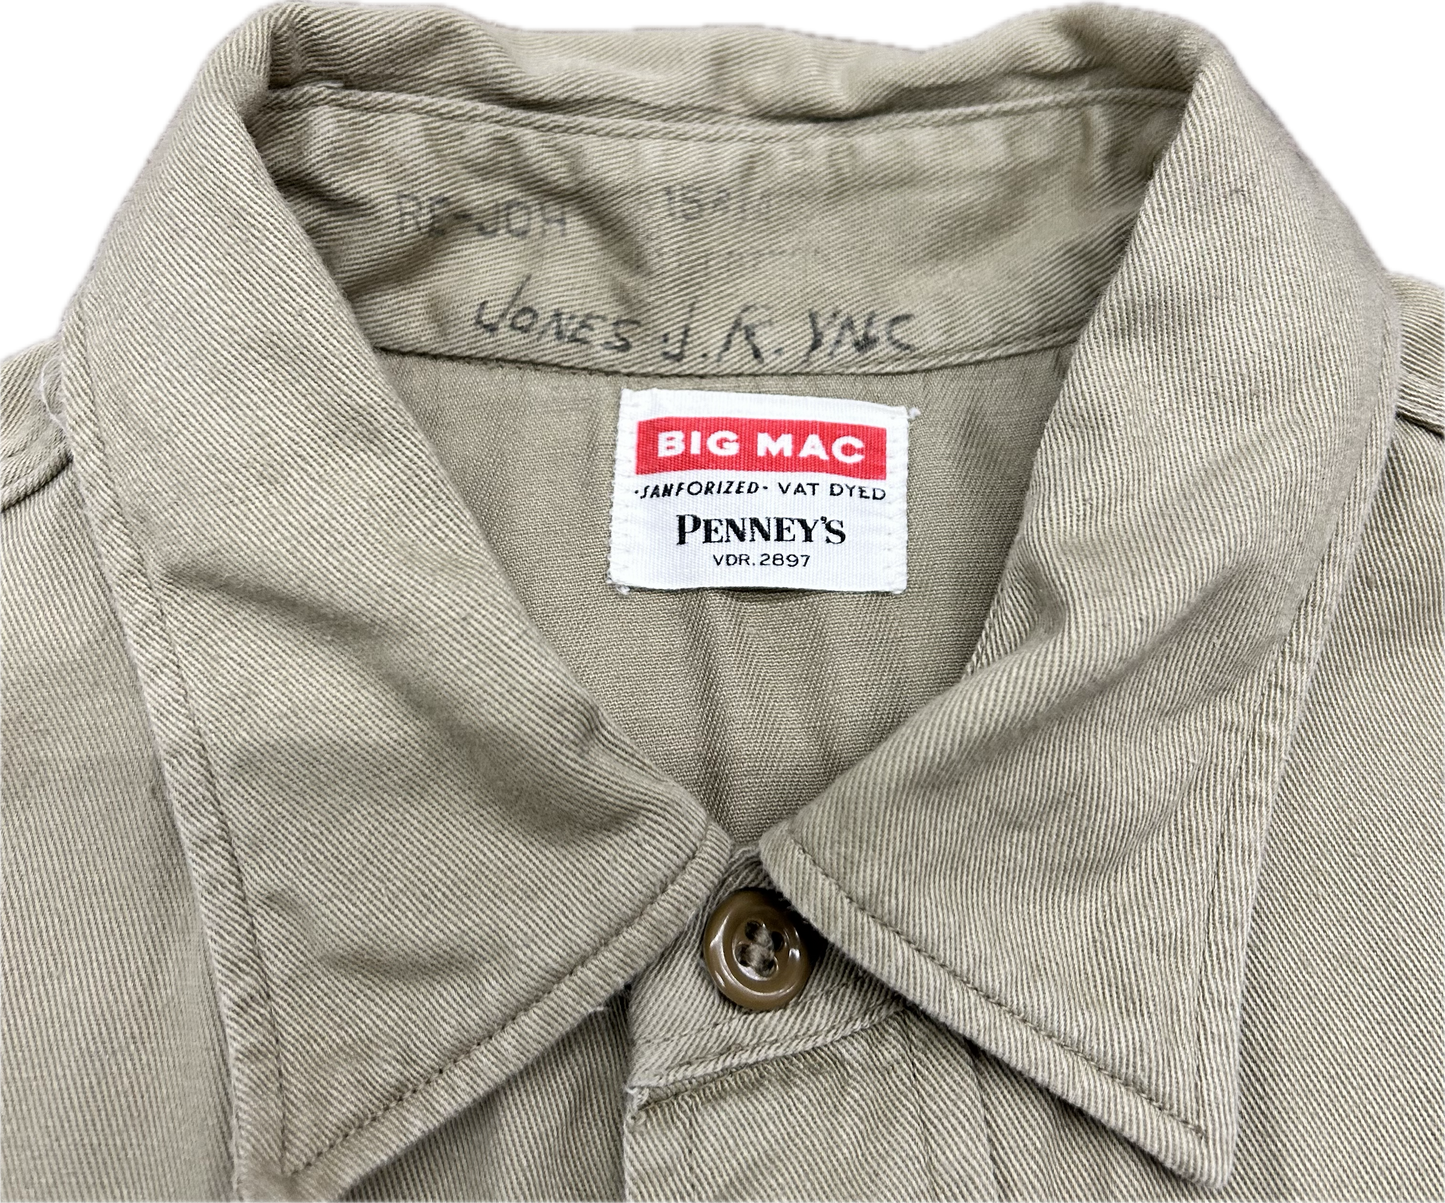 JONES J.R. YNC
BIG MAC
·SANFORIZED· VAT DYED
PENNEY'S
VDR.2897